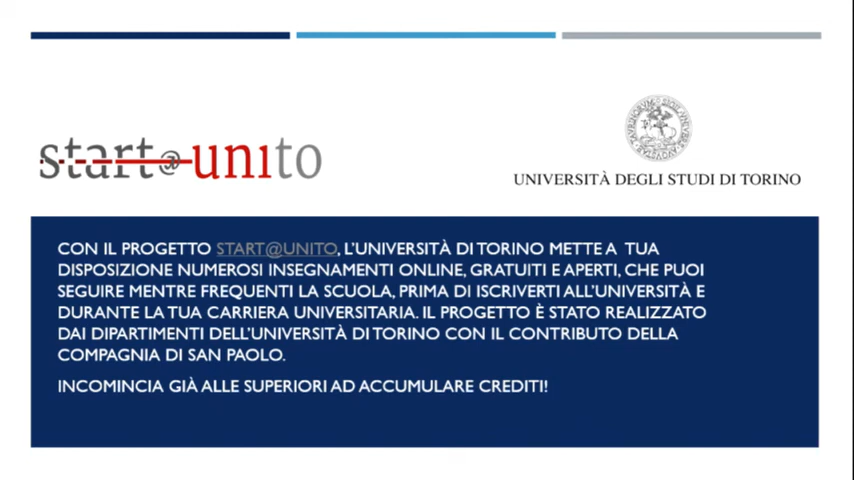 start@unito
UNIVERSITÀ DEGLI STUDI DI TORINO
CON IL PROGETTO START@UNITO, L'UNIVERSITÀ DI TORINO METTE A TUA
DISPOSIZIONE NUMEROSI INSEGNAMENTI ONLINE, GRATUITI E APERTI, CHE PUOI
SEGUIRE MENTRE FREQUENTI LA SCUOLA, PRIMA DI ISCRIVERTI ALL'UNIVERSITÀ E
DURANTE LA TUA CARRIERA UNIVERSITARIA. IL PROGETTO È STATO REALIZZATO
DAI DIPARTIMENTI DELL'UNIVERSITÀ DI TORINO CON IL CONTRIBUTO DELLA
COMPAGNIA DI SAN PAOLO.
INCOMINCIA GIÀ ALLE SUPERIORI AD ACCUMULARE CREDITI!